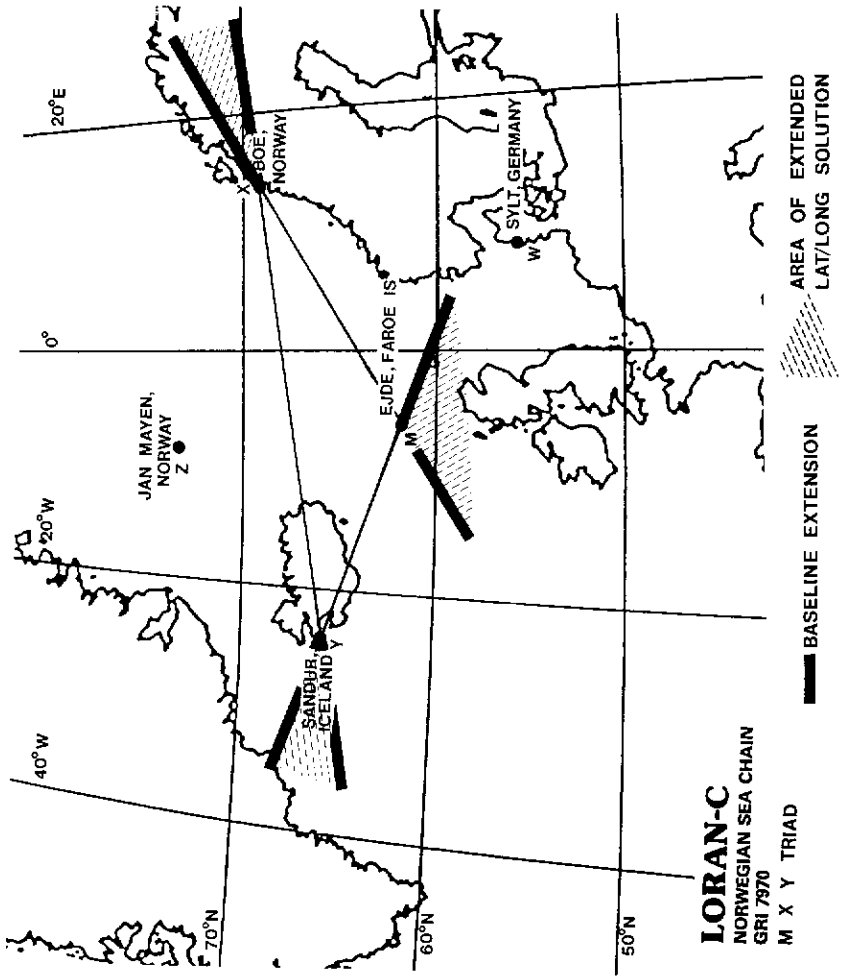 40°W
20°W
0°
20°E
JAN MAYEN,
NORWAY
Z
X
BOE,
NORWAY
SANDUR,
ICELAND
Y
EJDE, FAROE IS
M
SYLT, GERMANY
W
70°N
60°N
50°N
LORAN-C
NORWEGIAN SEA CHAIN
GRI 7970
M X Y TRIAD
BASELINE EXTENSION
AREA OF EXTENDED
LAT/LONG SOLUTION